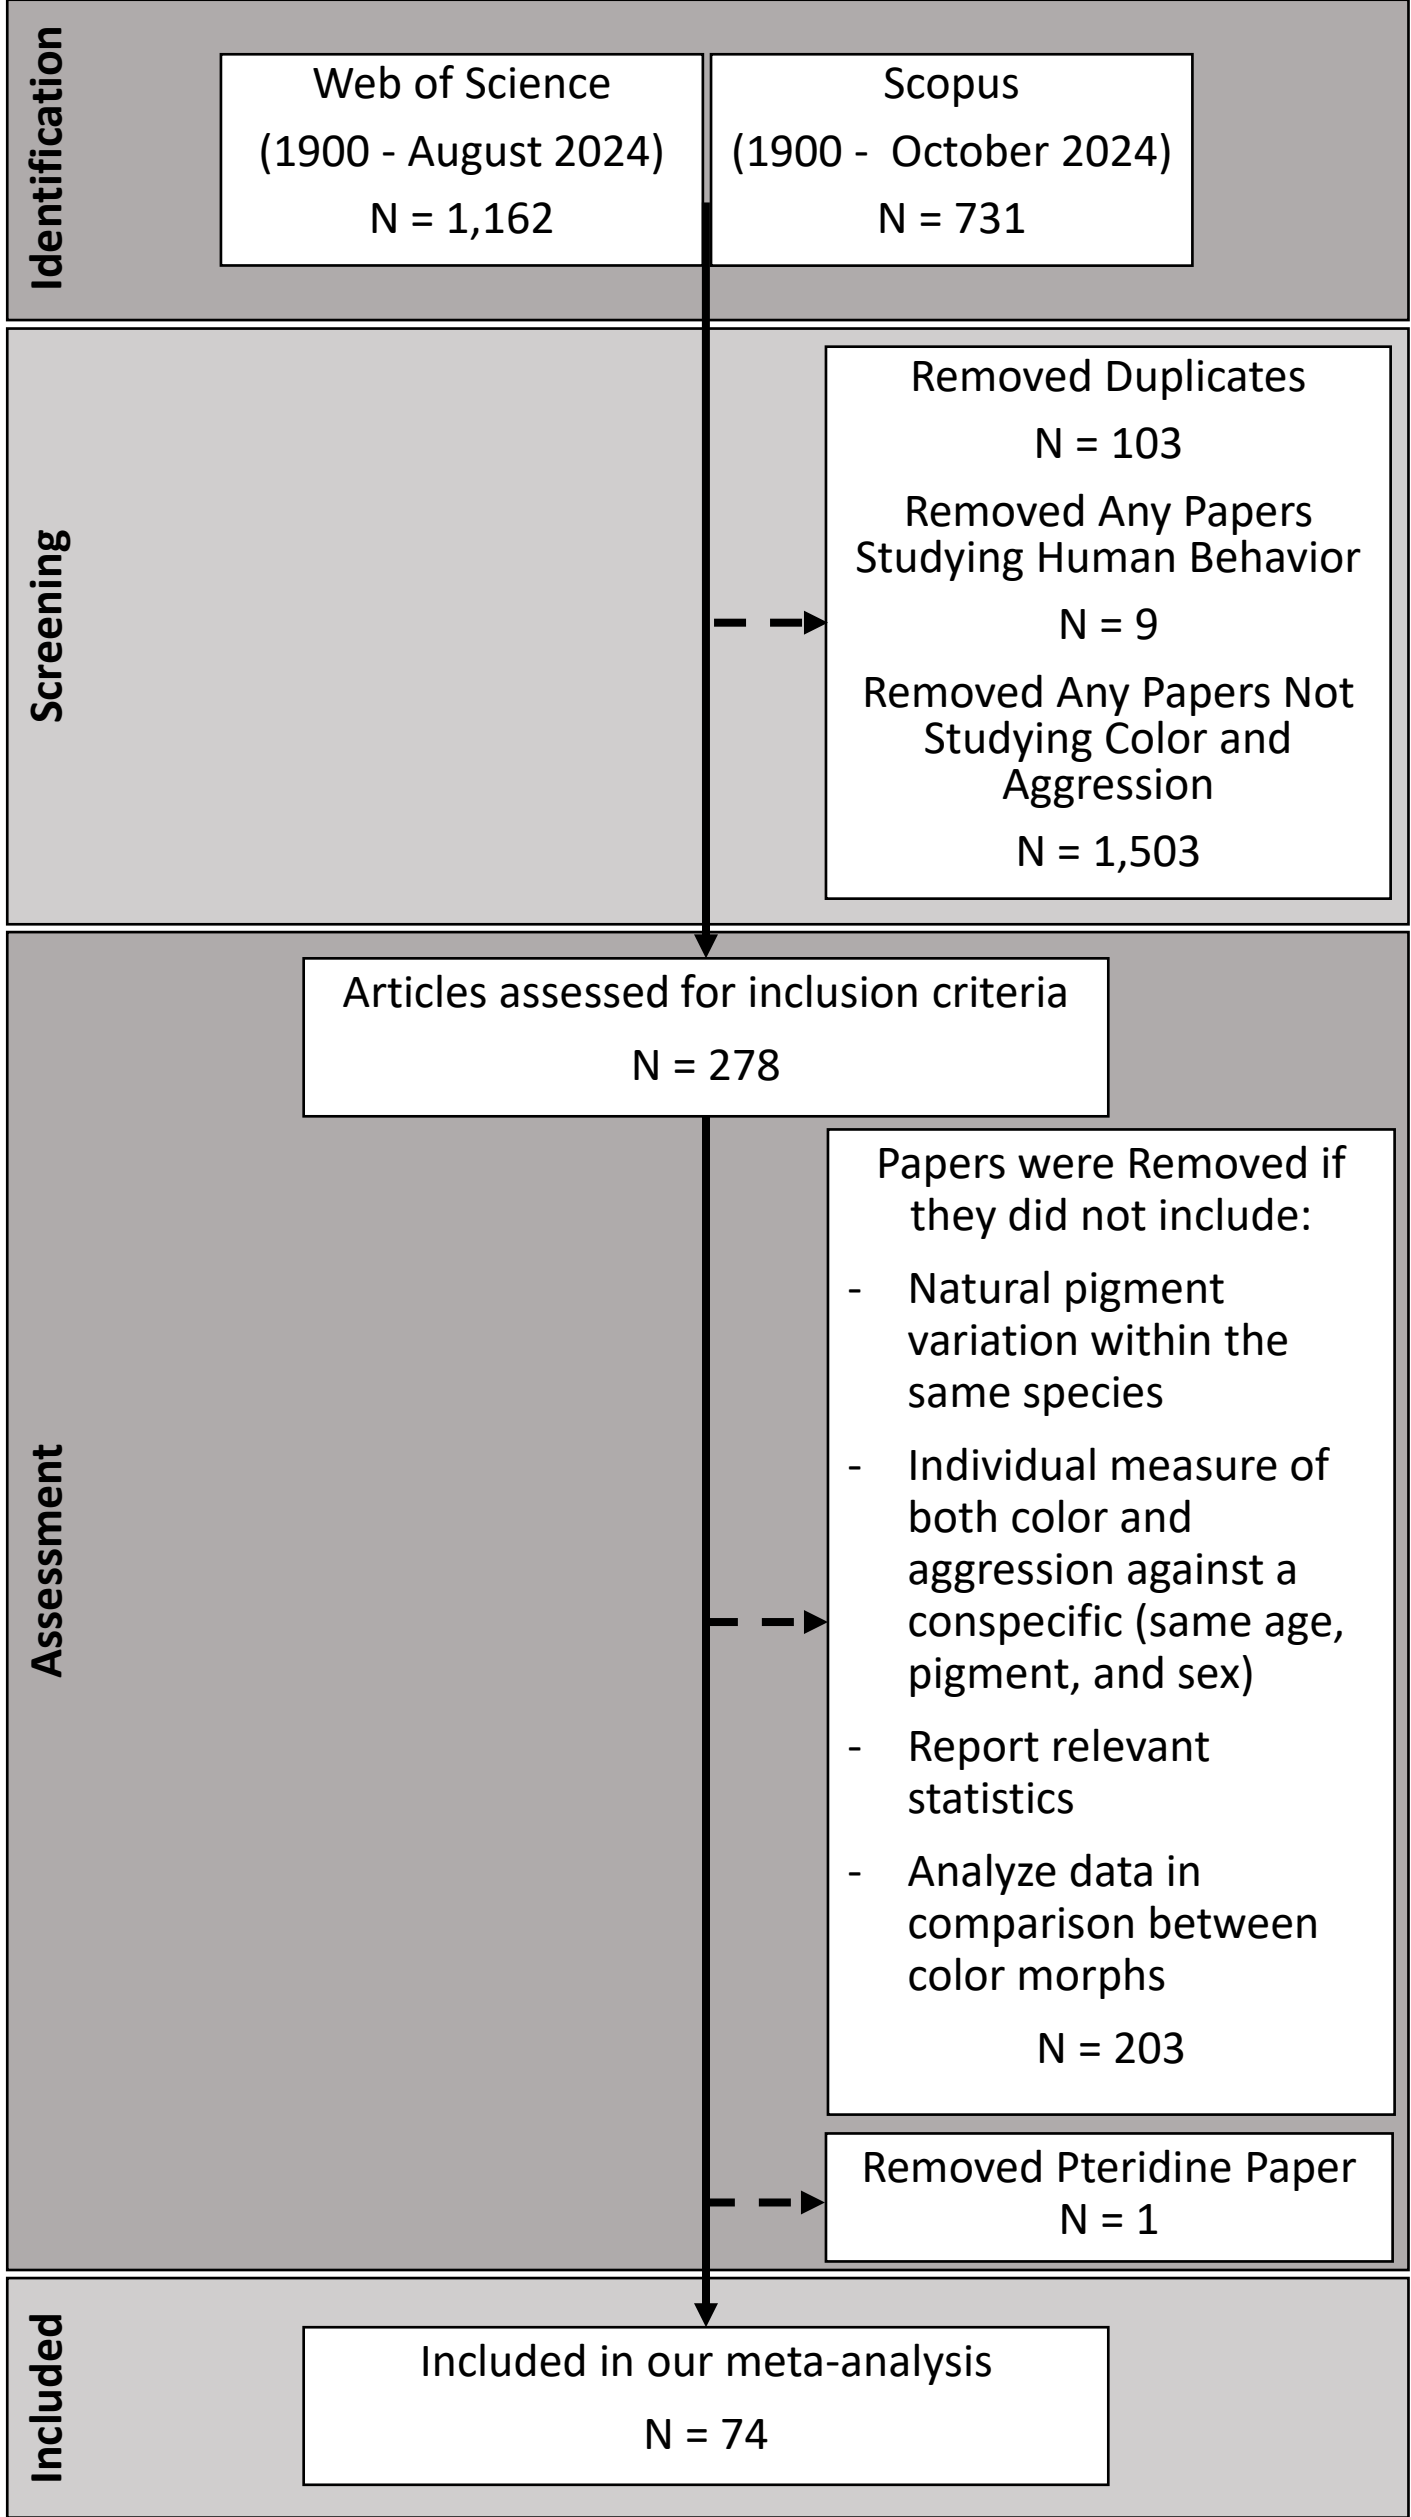 Identification
Web of Science
(1900 - August 2024)
N = 1,162
Scopus
(1900 - October 2024)
N = 731
Screening
Removed Duplicates
N = 103
Removed Any Papers
Studying Human Behavior
N = 9
Removed Any Papers Not
Studying Color and
Aggression
N = 1,503
Assessment
Articles assessed for inclusion criteria
N = 278
Papers were Removed if
they did not include:
- Natural pigment
variation within the
same species
- Individual measure of
both color and
aggression against a
conspecific (same age,
pigment, and sex)
- Report relevant
statistics
- Analyze data in
comparison between
color morphs
N = 203
Removed Pteridine Paper
N = 1
Included
Included in our meta-analysis
N = 74